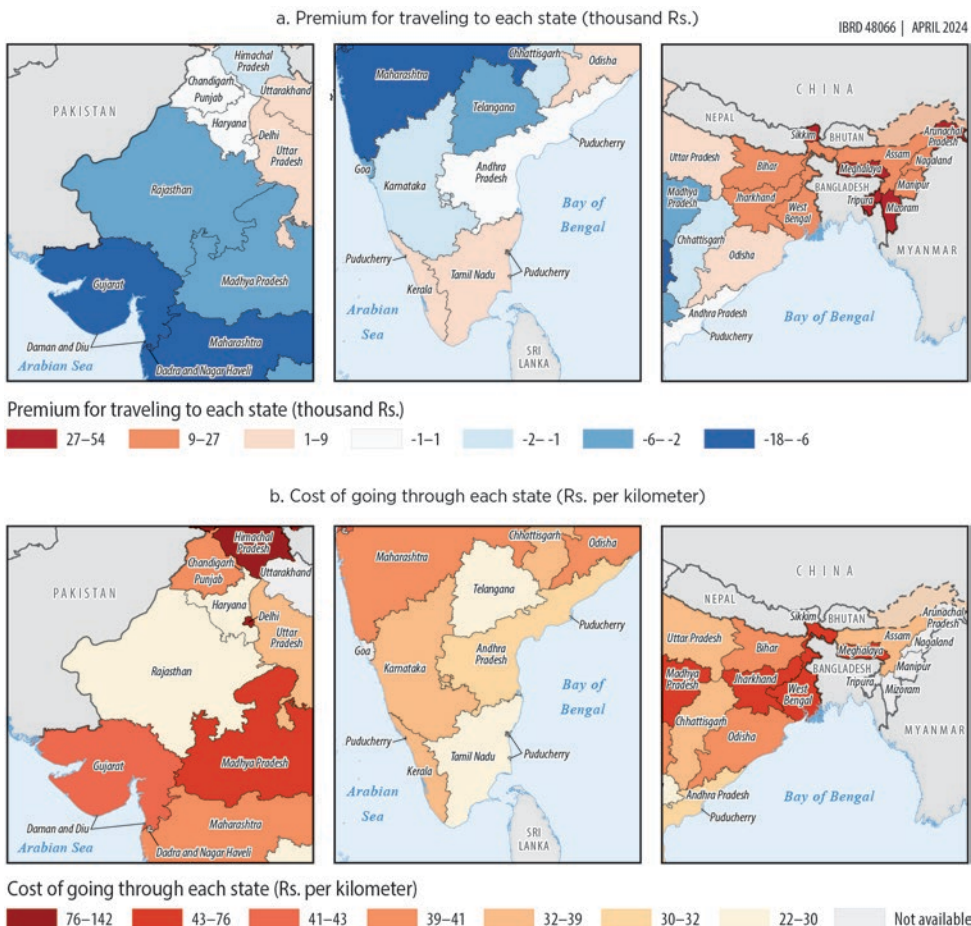 a. Premium for traveling to each state (thousand Rs.)
IBRD 48066 | APRIL 2024
Himachal
Pradesh
Chandigarh
Punjab
Uttarakhand
PAKISTAN
Haryana
Delhi
Uttar
Pradesh
Rajasthan
Gujarat
Madhya Pradesh
Daman and Diu
Maharashtra
Arabian Sea
Dadra and Nagar Haveli
Chhattisgarh
Odisha
Maharashtra
Telangana
Puducherry
Goa
Andhra
Pradesh
Karnataka
Bay of
Bengal
Puducherry
Tamil Nadu
Puducherry
Kerala
Arabian
Sea
SRI
LANKA
CHINA
NEPAL
Sikkim
BHUTAN
Arunachal
Pradesh
Uttar Pradesh
Bihar
Assam
Nagaland
Meghalaya
Madhya
Pradesh
BANGLADESH
Manipur
Jharkhand
West
Bengal
Tripura
Mizoram
Chhattisgarh
MYANMAR
Odisha
Andhra Pradesh
Bay of Bengal
Puducherry
Premium for traveling to each state (thousand Rs.)
27–54
9–27
1–9
-1–1
-2– -1
-6– -2
-18– -6
b. Cost of going through each state (Rs. per kilometer)
Himachal
Pradesh
Chandigarh
Punjab
Uttarakhand
PAKISTAN
Haryana
Delhi
Uttar
Pradesh
Rajasthan
Gujarat
Madhya Pradesh
Daman and Diu
Maharashtra
Arabian Sea
Dadra and Nagar Haveli
Chhattisgarh
Odisha
Maharashtra
Telangana
Puducherry
Goa
Andhra
Pradesh
Karnataka
Bay of
Bengal
Puducherry
Tamil Nadu
Puducherry
Kerala
Arabian
Sea
SRI
LANKA
CHINA
NEPAL
Sikkim
BHUTAN
Arunachal
Pradesh
Uttar Pradesh
Bihar
Assam
Nagaland
Meghalaya
Madhya
Pradesh
BANGLADESH
Manipur
Jharkhand
West
Bengal
Tripura
Mizoram
Chhattisgarh
MYANMAR
Odisha
Andhra Pradesh
Bay of Bengal
Puducherry
Cost of going through each state (Rs. per kilometer)
76–142
43–76
41–43
39–41
32–39
30–32
22–30
Not available